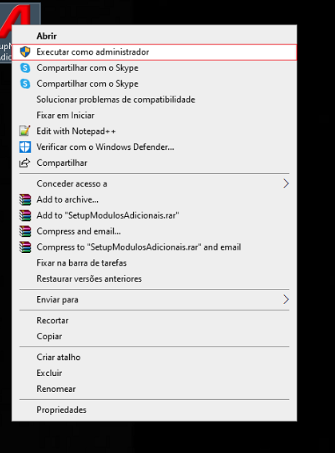 Abrir
Executar como administrador
Compartilhar com o Skype
Compartilhar com o Skype
Solucionar problemas de compatibilidade
Fixar em Iniciar
Edit with Notepad++
Verificar com o Windows Defender...
Compartilhar
Conceder acesso a
Add to archive...
Add to "SetupModulosAdicionais.rar"
Compress and email...
Compress to "SetupModulosAdicionais.rar" and email
Fixar na barra de tarefas
Restaurar versões anteriores
Enviar para
Recortar
Copiar
Criar atalho
Excluir
Renomear
Propriedades